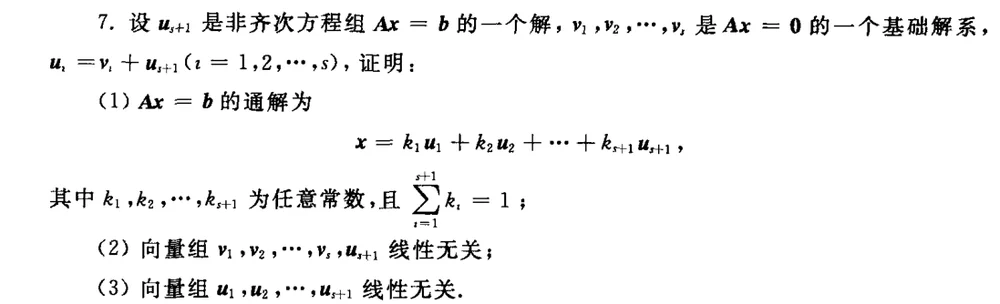 7. 设 u_{s+1} 是非齐次方程组 Ax = b 的一个解, v_1, v_2, ⋯, v_s 是 Ax = 0 的一个基础解系,
u_i = v_i + u_{s+1} (i = 1,2,⋯,s), 证明:
(1) Ax = b 的通解为
x = k_1u_1 + k_2u_2 + ⋯ + k_{s+1}u_{s+1},
其中 k_1, k_2, ⋯, k_{s+1} 为任意常数, 且 \sum_{i=1}^{s+1} k_i = 1;
(2) 向量组 v_1, v_2, ⋯, v_s, u_{s+1} 线性无关;
(3) 向量组 u_1, u_2, ⋯, u_{s+1} 线性无关.